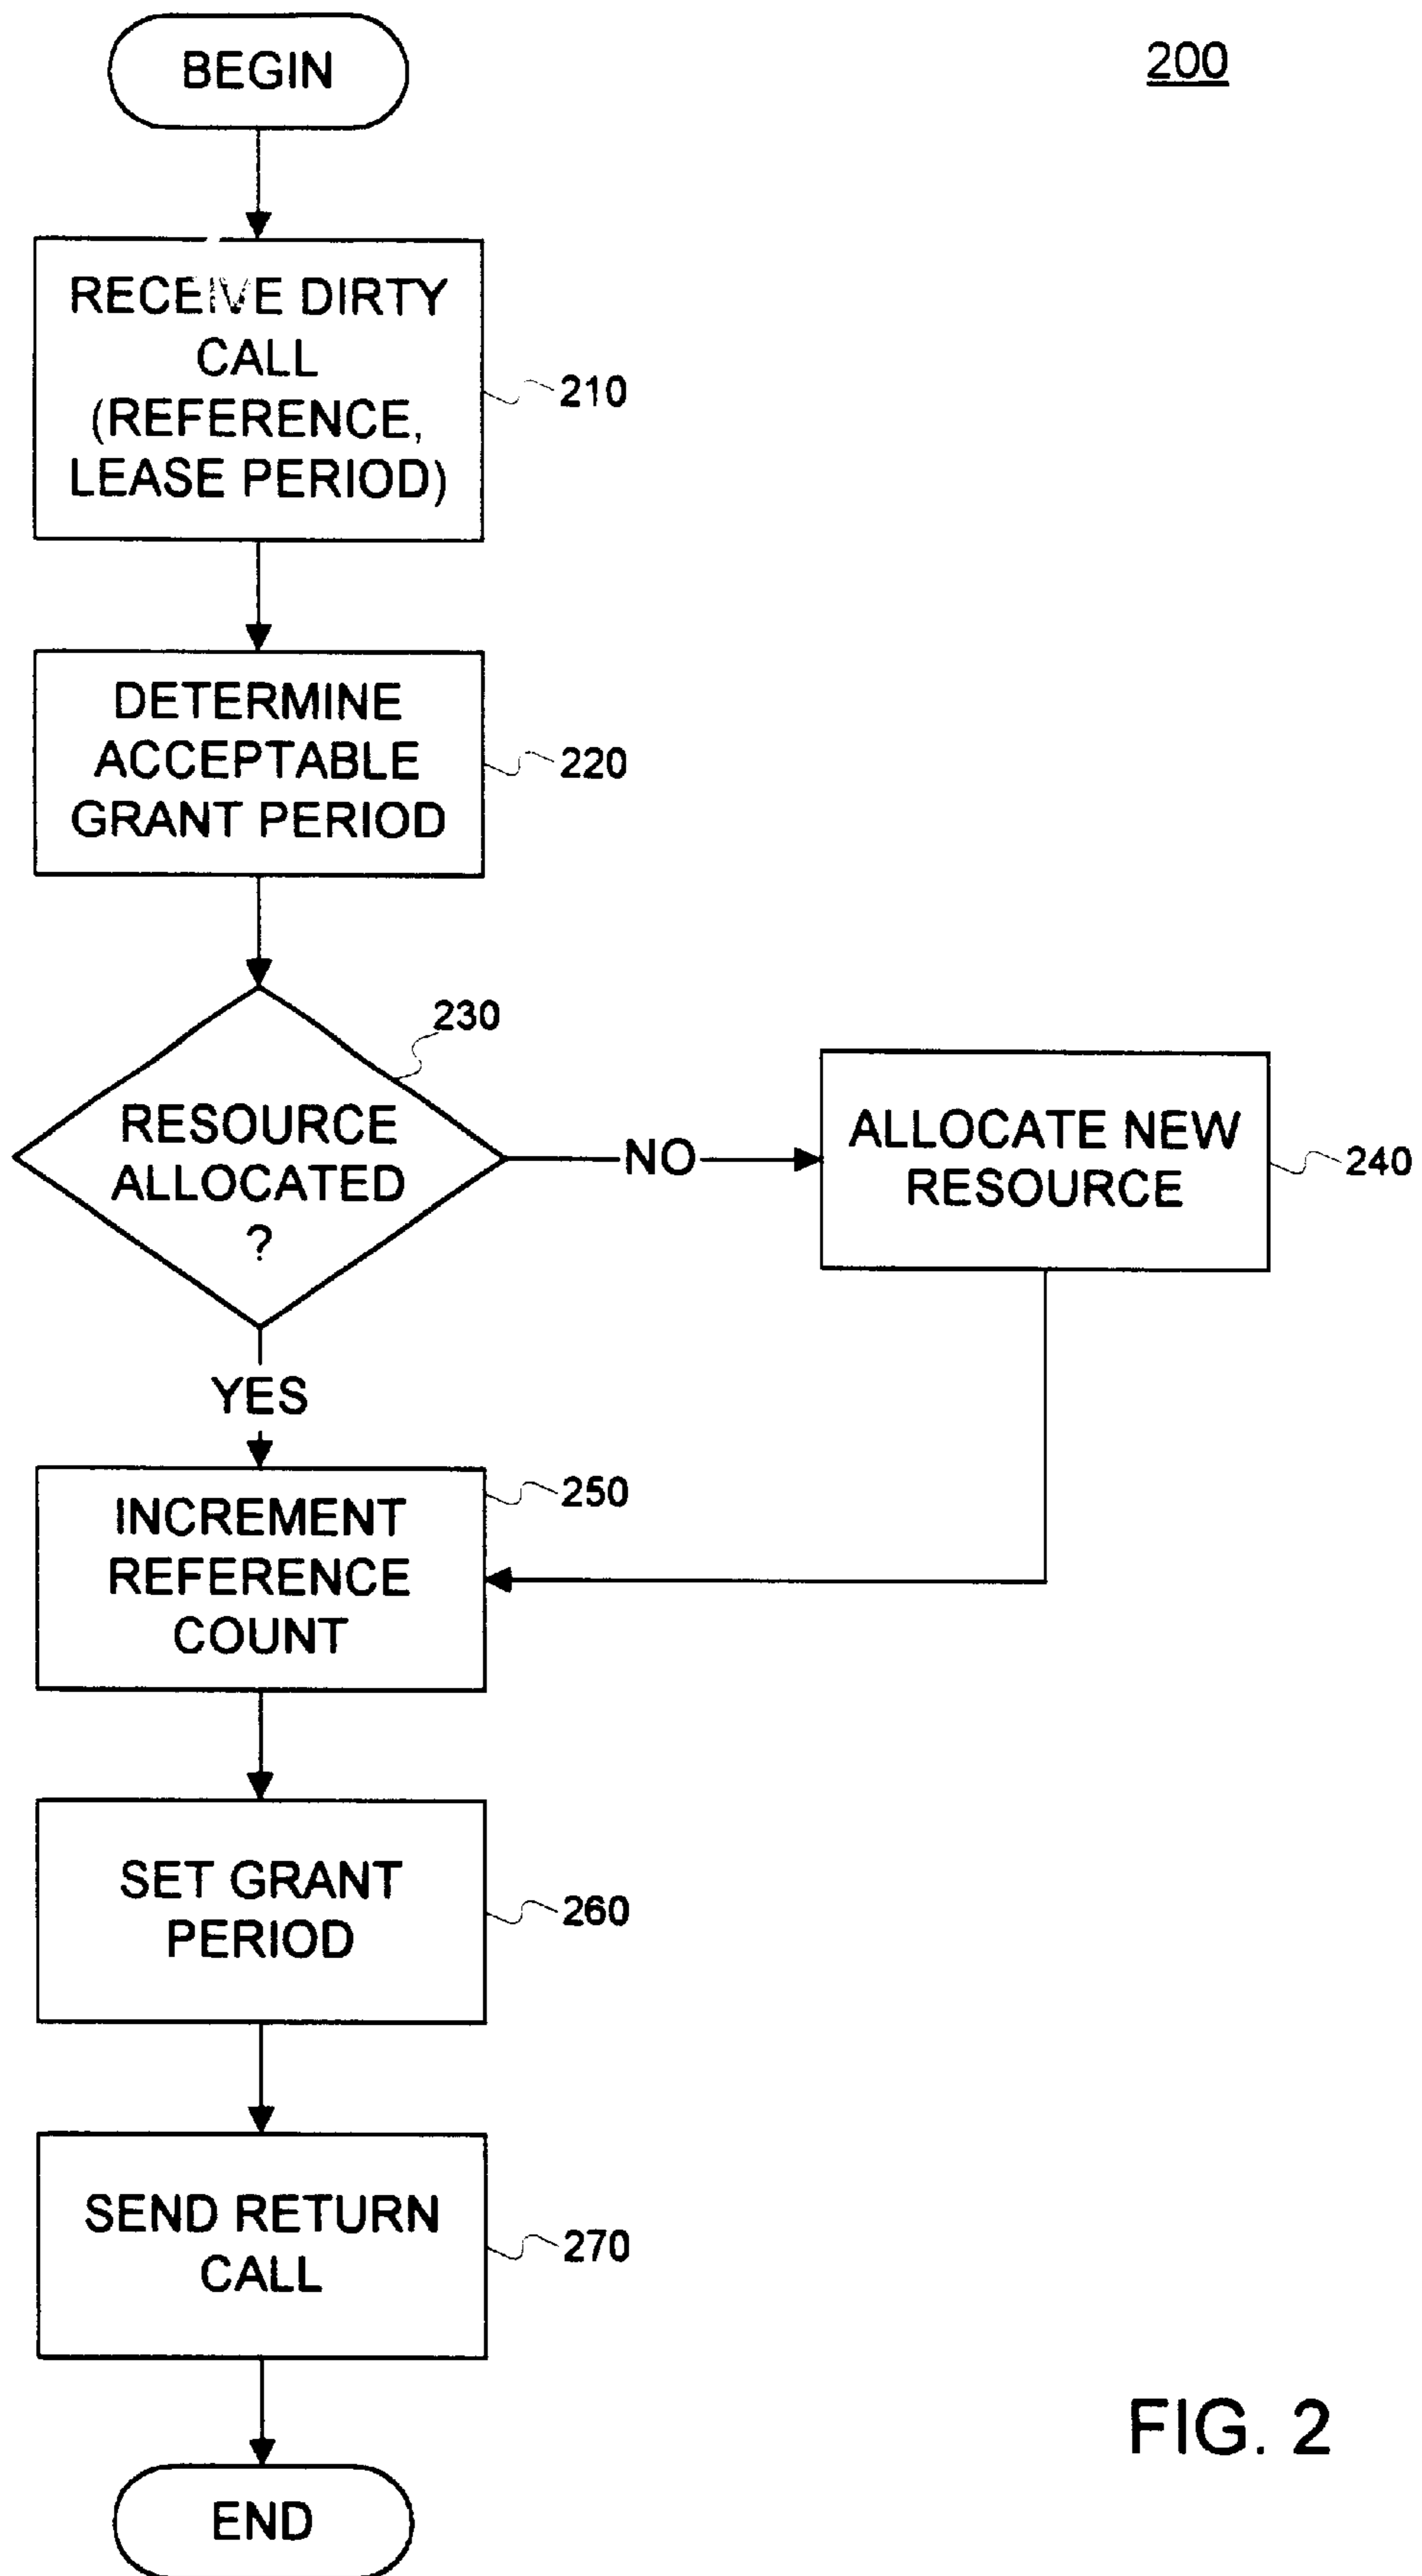 BEGIN
200
RECEIVE DIRTY
CALL
(REFERENCE,
LEASE PERIOD)
210
DETERMINE
ACCEPTABLE
GRANT PERIOD
220
230
RESOURCE
ALLOCATED
?
NO
ALLOCATE NEW
RESOURCE
240
YES
INCREMENT
REFERENCE
COUNT
250
SET GRANT
PERIOD
260
SEND RETURN
CALL
270
FIG. 2
END